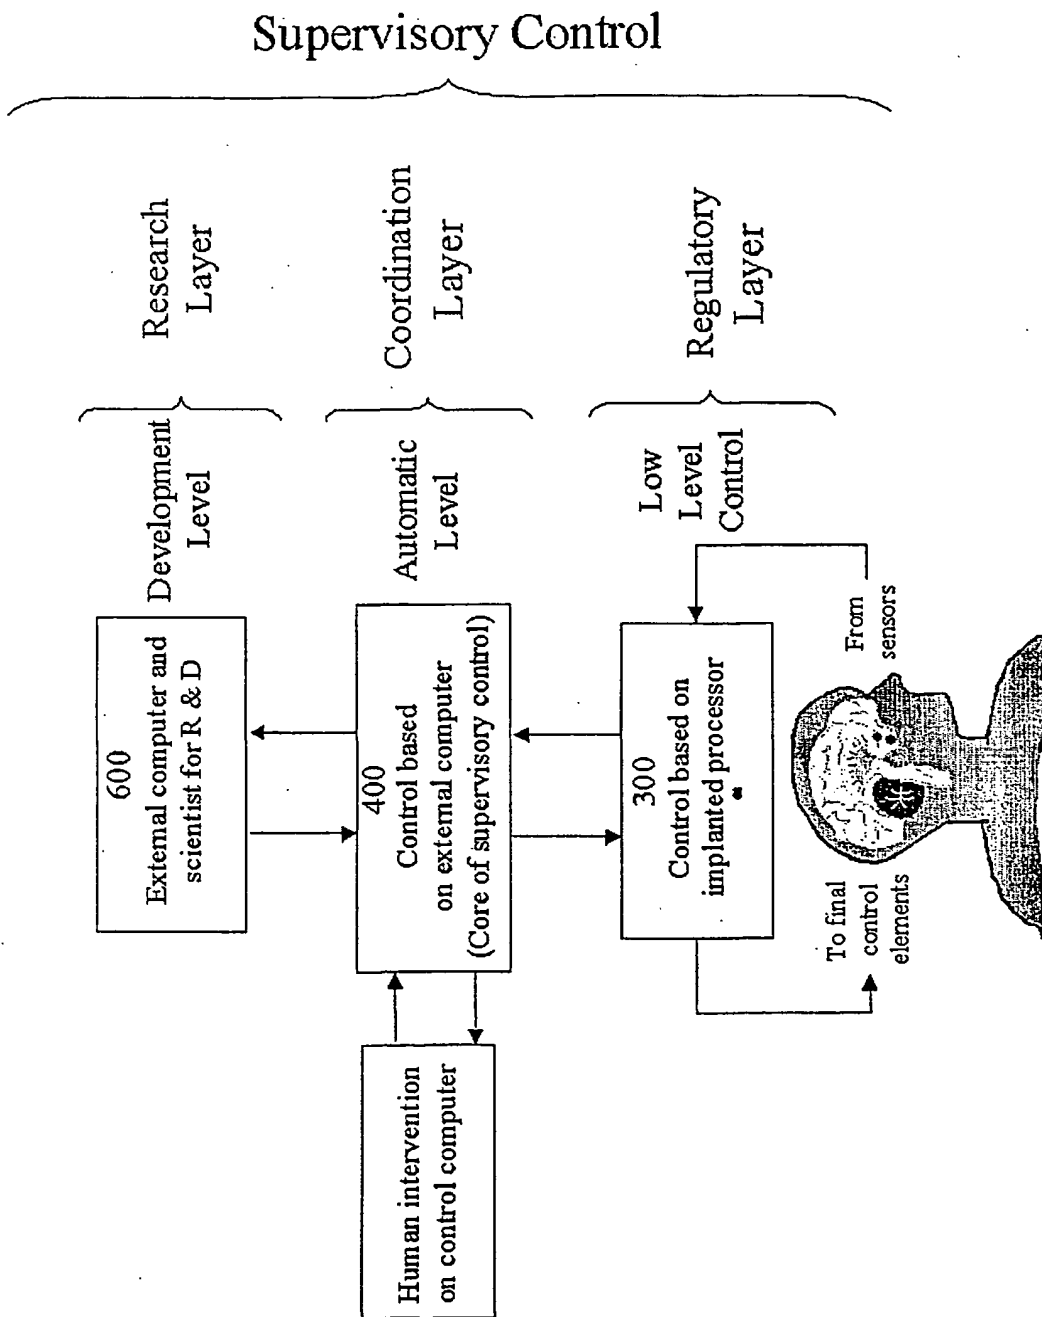 Supervisory Control
Research
Layer
Coordination
Layer
Regulatory
Layer
Development
Level
Automatic
Level
Low
Level
Control
600
External computer and
scientist for R & D
400
Control based
on external computer
(Core of supervisory control)
300
Control based on
implanted processor
From
sensors
To final
control
elements
Human intervention
on control computer